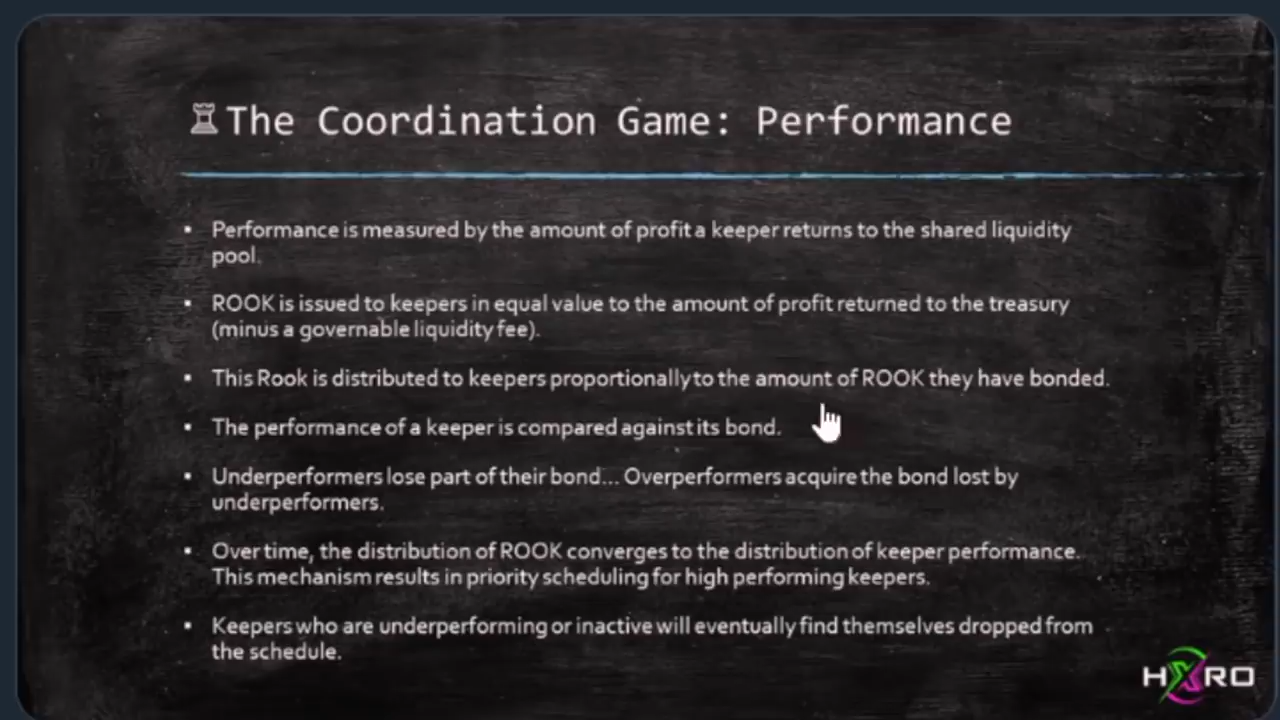 The Coordination Game: Performance
Performance is measured by the amount of profit a keeper returns to the shared liquidity
pool.
ROOK is issued to keepers in equal value to the amount of profit returned to the treasury
(minus a governable liquidity fee).
This Rook is distributed to keepers proportionally to the amount of ROOK they have bonded.
The performance of a keeper is compared against its bond.
Underperformers lose part of their bond... Overperformers acquire the bond lost by
underperformers.
Over time, the distribution of ROOK converges to the distribution of keeper performance.
This mechanism results in priority scheduling for high performing keepers.
Keepers who are underperforming or inactive will eventually find themselves dropped from
the schedule.
HXRO